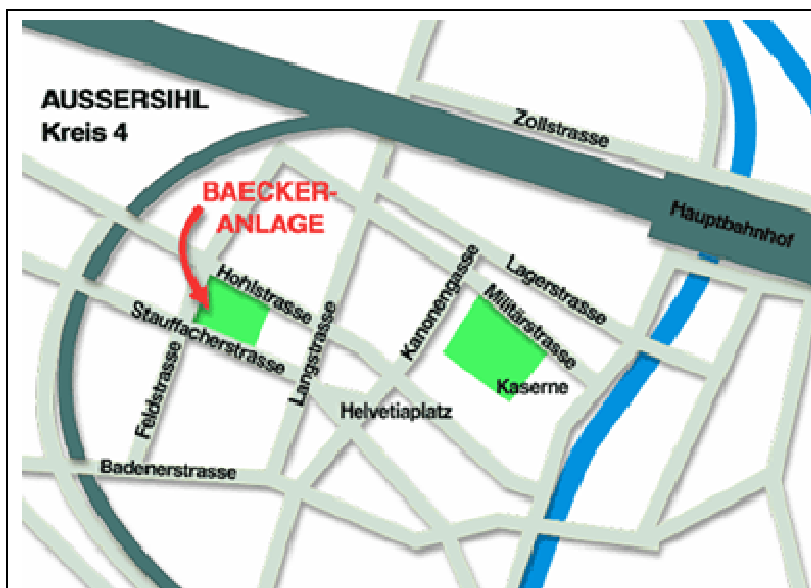 AUSSERSIHL
Kreis 4
Zollstrasse
BAECKER-
ANLAGE
Hauptbahnhof
Hohlstrasse
Lagerstrasse
Kanonengasse
Militärstrasse
Stauffacherstrasse
Langstrasse
Feldstrasse
Kaserne
Helvetiaplatz
Badenerstrasse